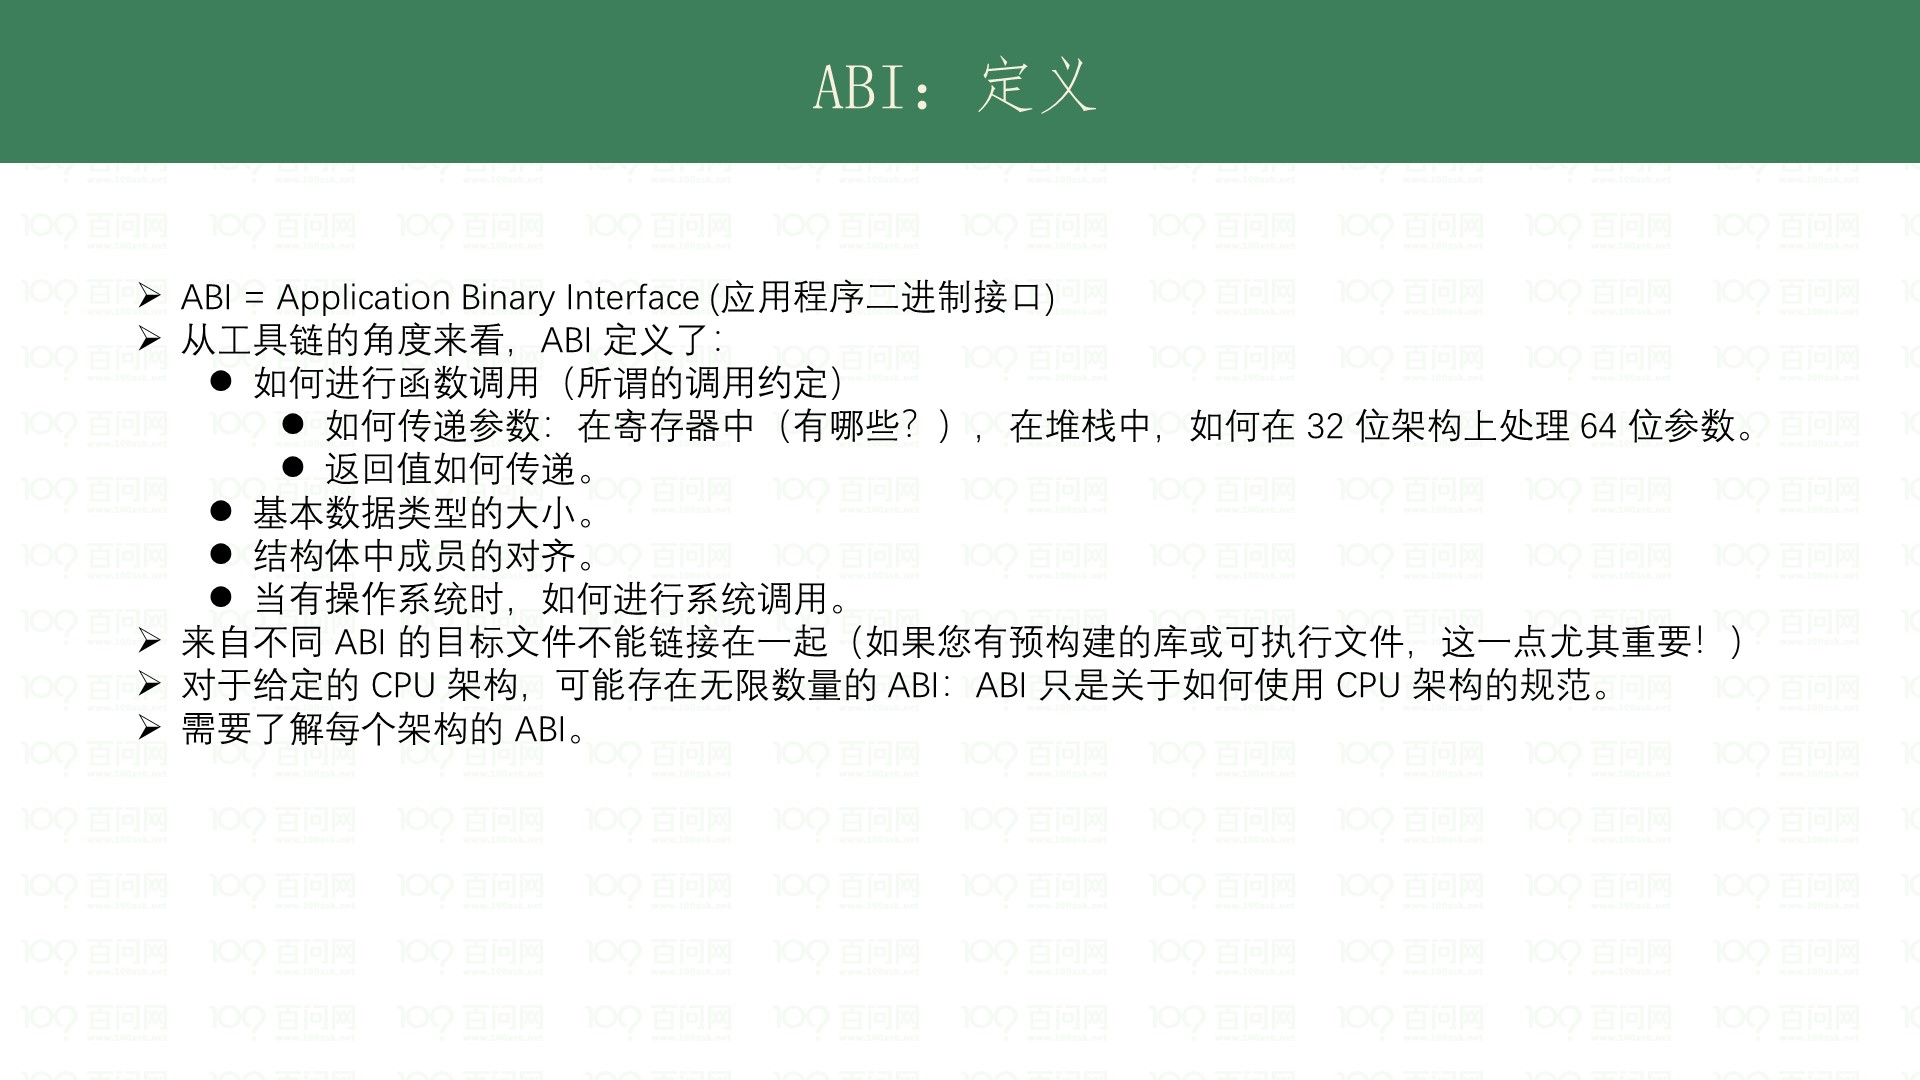 ABI：定义
ABI = Application Binary Interface (应用程序二进制接口)
从工具链的角度来看，ABI 定义了：
如何进行函数调用（所谓的调用约定）
如何传递参数：在寄存器中（有哪些？），在堆栈中，如何在 32 位架构上处理 64 位参数。
返回值如何传递。
基本数据类型的大小。
结构体中成员的对齐。
当有操作系统时，如何进行系统调用。
来自不同 ABI 的目标文件不能链接在一起（如果您有预构建的库或可执行文件，这一点尤其重要！）
对于给定的 CPU 架构，可能存在无限数量的 ABI：ABI 只是关于如何使用 CPU 架构的规范。
需要了解每个架构的 ABI。